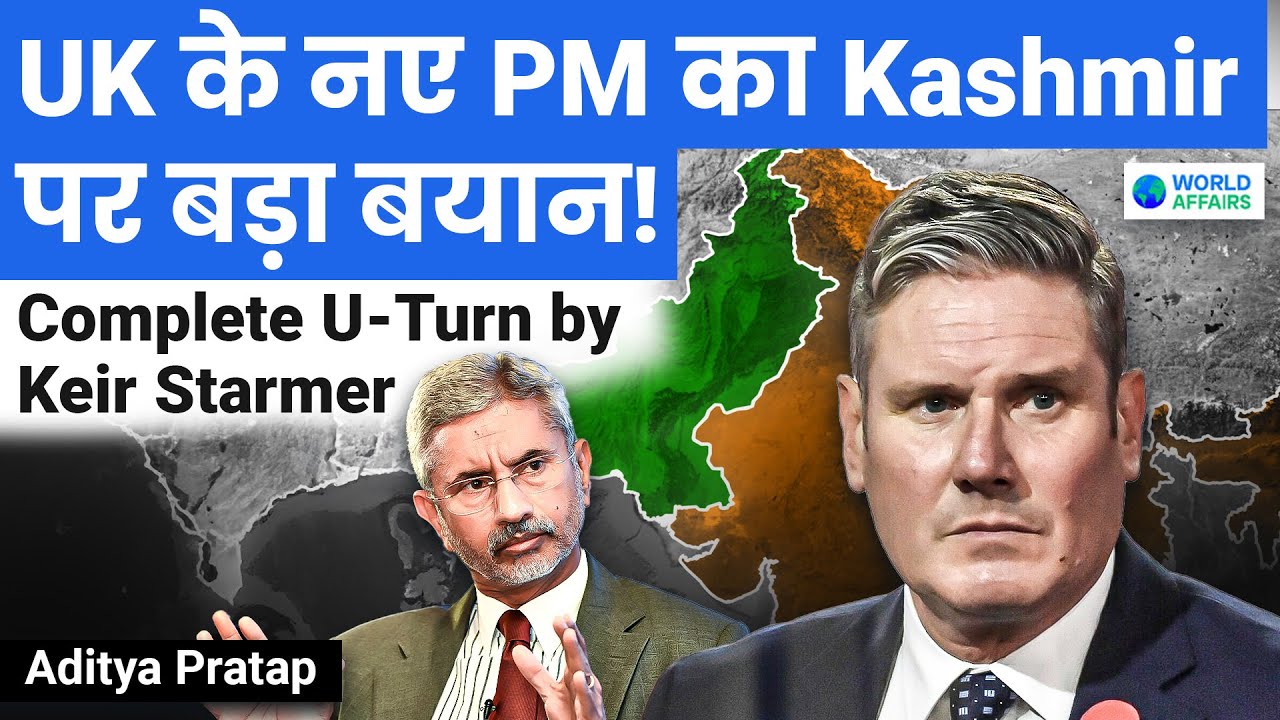 UK के नए PM का Kashmir
पर बड़ा बयान!
WORLD
AFFAIRS
Complete U-Turn by
Keir Starmer
Aditya Pratap